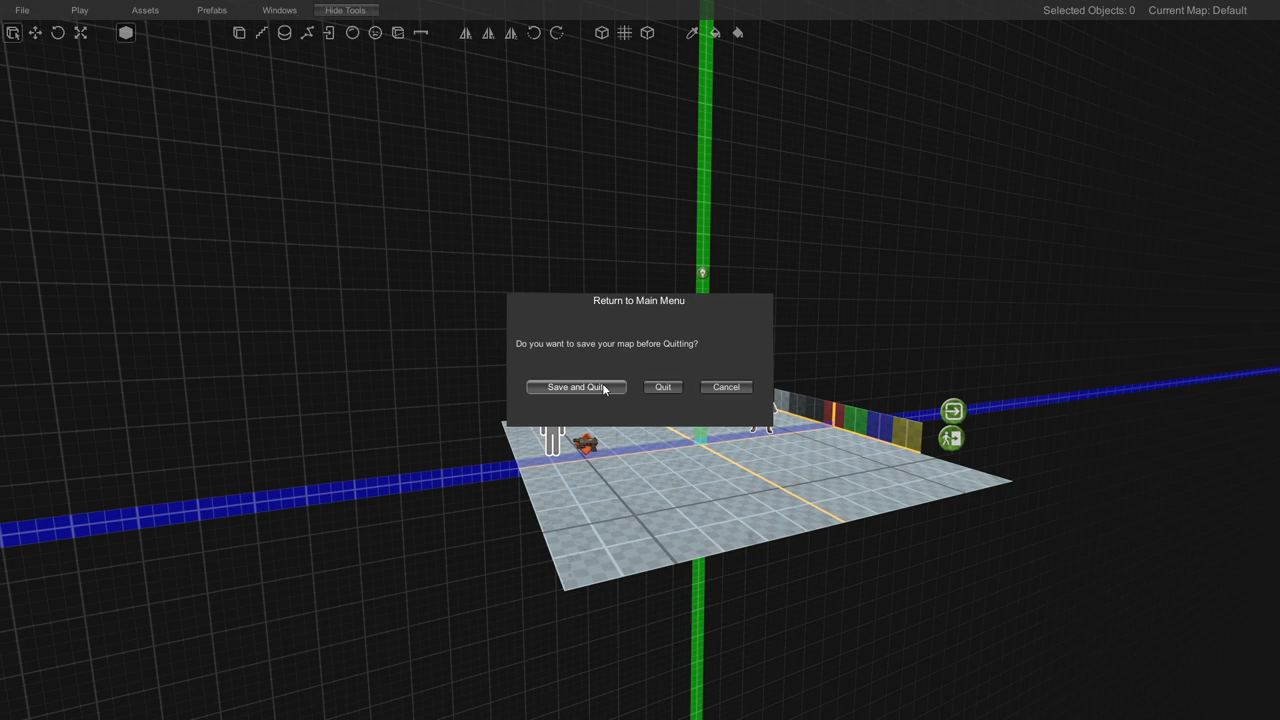 File Play Assets Prefabs Windows Hide Tools Selected Objects: 0 Current Map: Default
Return to Main Menu
Do you want to save your map before Quitting?
Save and Quit Quit Cancel